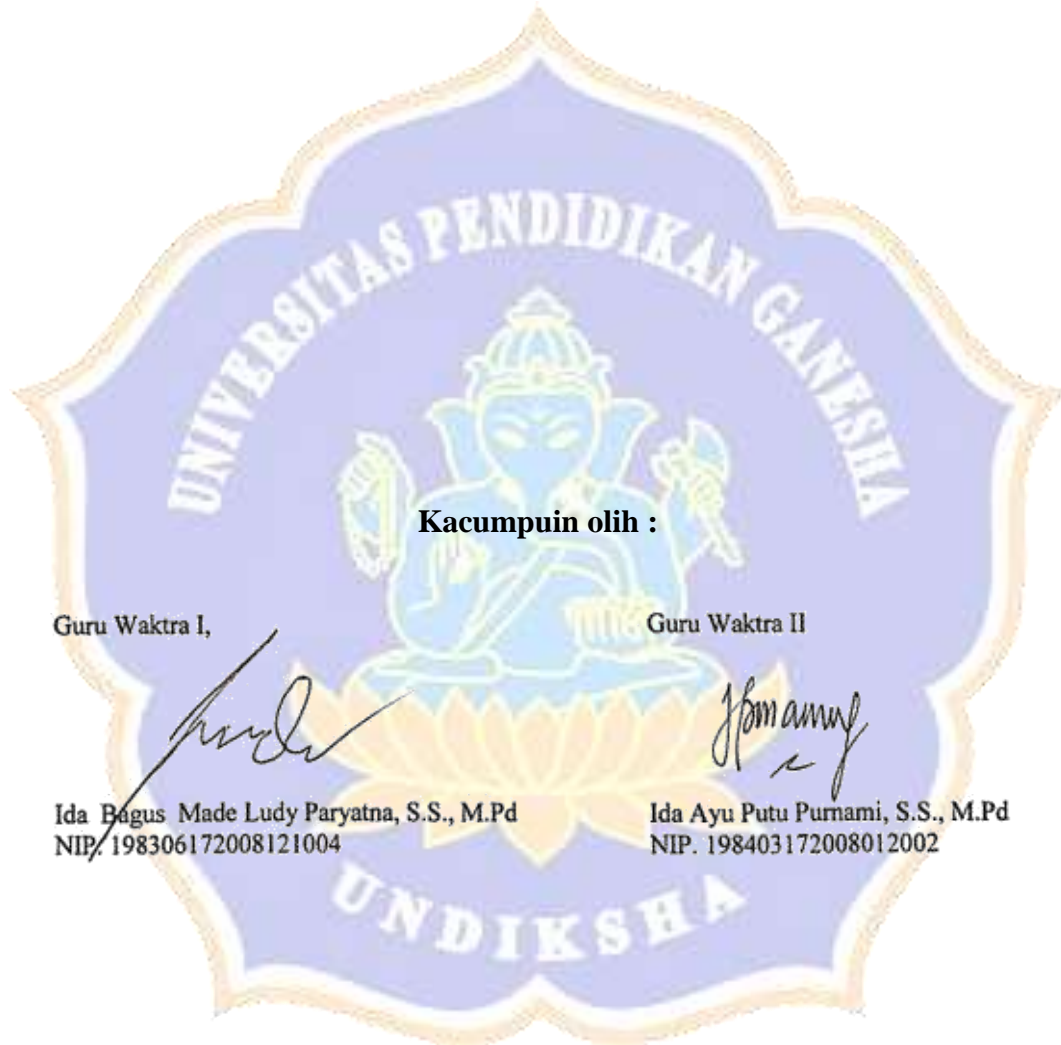 UNIVERSITAS PENDIDIKAN GANESHA
Kacumpuin olih :
Guru Waktra I,
Guru Waktra II
Ida Bagus Made Ludy Paryatna, S.S., M.Pd
NIP. 198306172008121004
Ida Ayu Putu Purnami, S.S., M.Pd
NIP. 198403172008012002
UNDIKSHA